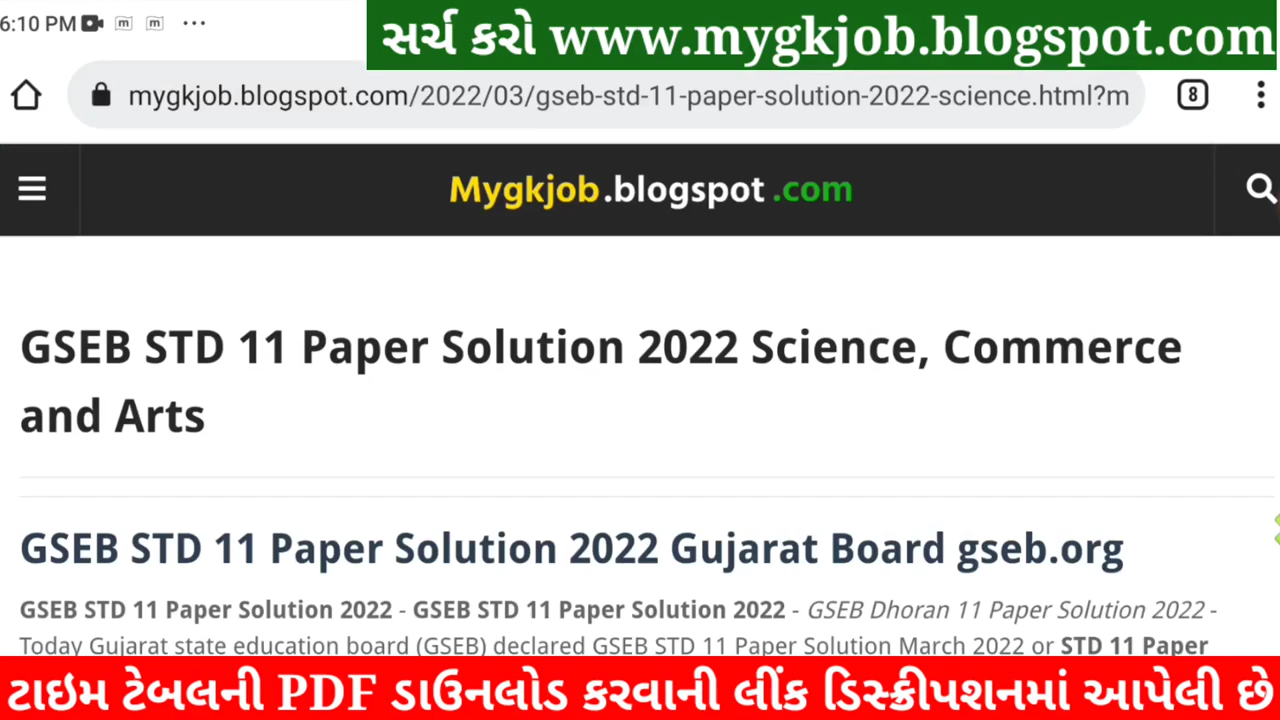 6:10 PM
સર્ચ કરો www.mygkjob.blogspot.com
mygkjob.blogspot.com/2022/03/gseb-std-11-paper-solution-2022-science.html?m
8
Mygkjob.blogspot.com
GSEB STD 11 Paper Solution 2022 Science, Commerce
and Arts
GSEB STD 11 Paper Solution 2022 Gujarat Board gseb.org
GSEB STD 11 Paper Solution 2022 - GSEB STD 11 Paper Solution 2022 - GSEB Dhoran 11 Paper Solution 2022 -
Today Gujarat state education board (GSEB) declared GSEB STD 11 Paper Solution March 2022 or STD 11 Paper
ટાઇમ ટેબલની PDF ડાઉનલોડ કરવાની લીંક ડિસ્ક્રીપશનમાં આપેલી છે